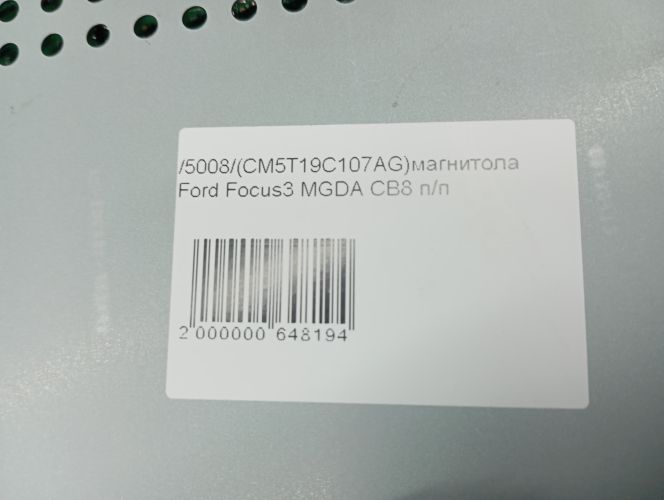 /5008/(CM5T19C107AG)магнитола
Ford Focus3 MGDA CB8 п/п
2 000000 648194